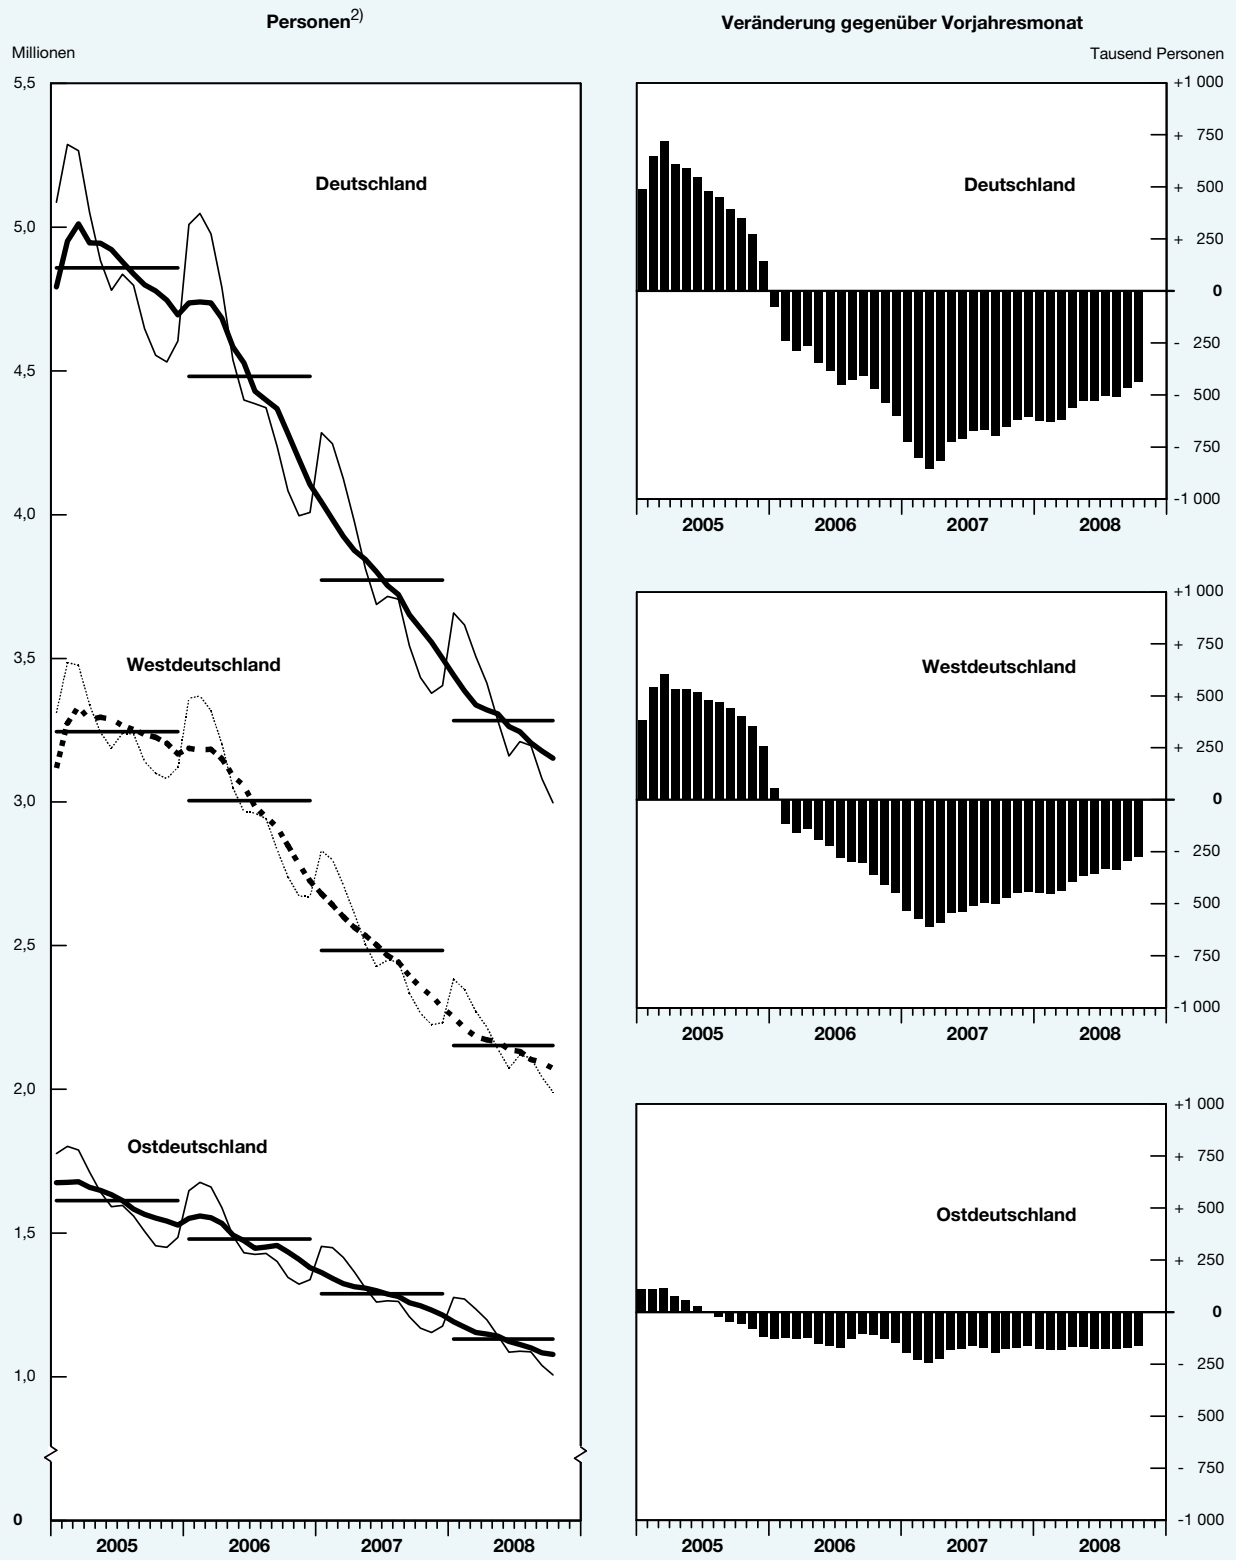 Personen2)
Millionen
5,5
5,0
4,5
4,0
3,5
3,0
2,5
2,0
1,5
1,0
0
Deutschland
Westdeutschland
Ostdeutschland
2005 2006 2007 2008
Veränderung gegenüber Vorjahresmonat
Tausend Personen
+1 000
+ 750
+ 500
+ 250
0
- 250
- 500
- 750
-1 000
Deutschland
2005 2006 2007 2008
+1 000
+ 750
+ 500
+ 250
0
- 250
- 500
- 750
-1 000
Westdeutschland
2005 2006 2007 2008
+1 000
+ 750
+ 500
+ 250
0
- 250
- 500
- 750
-1 000
Ostdeutschland
2005 2006 2007 2008